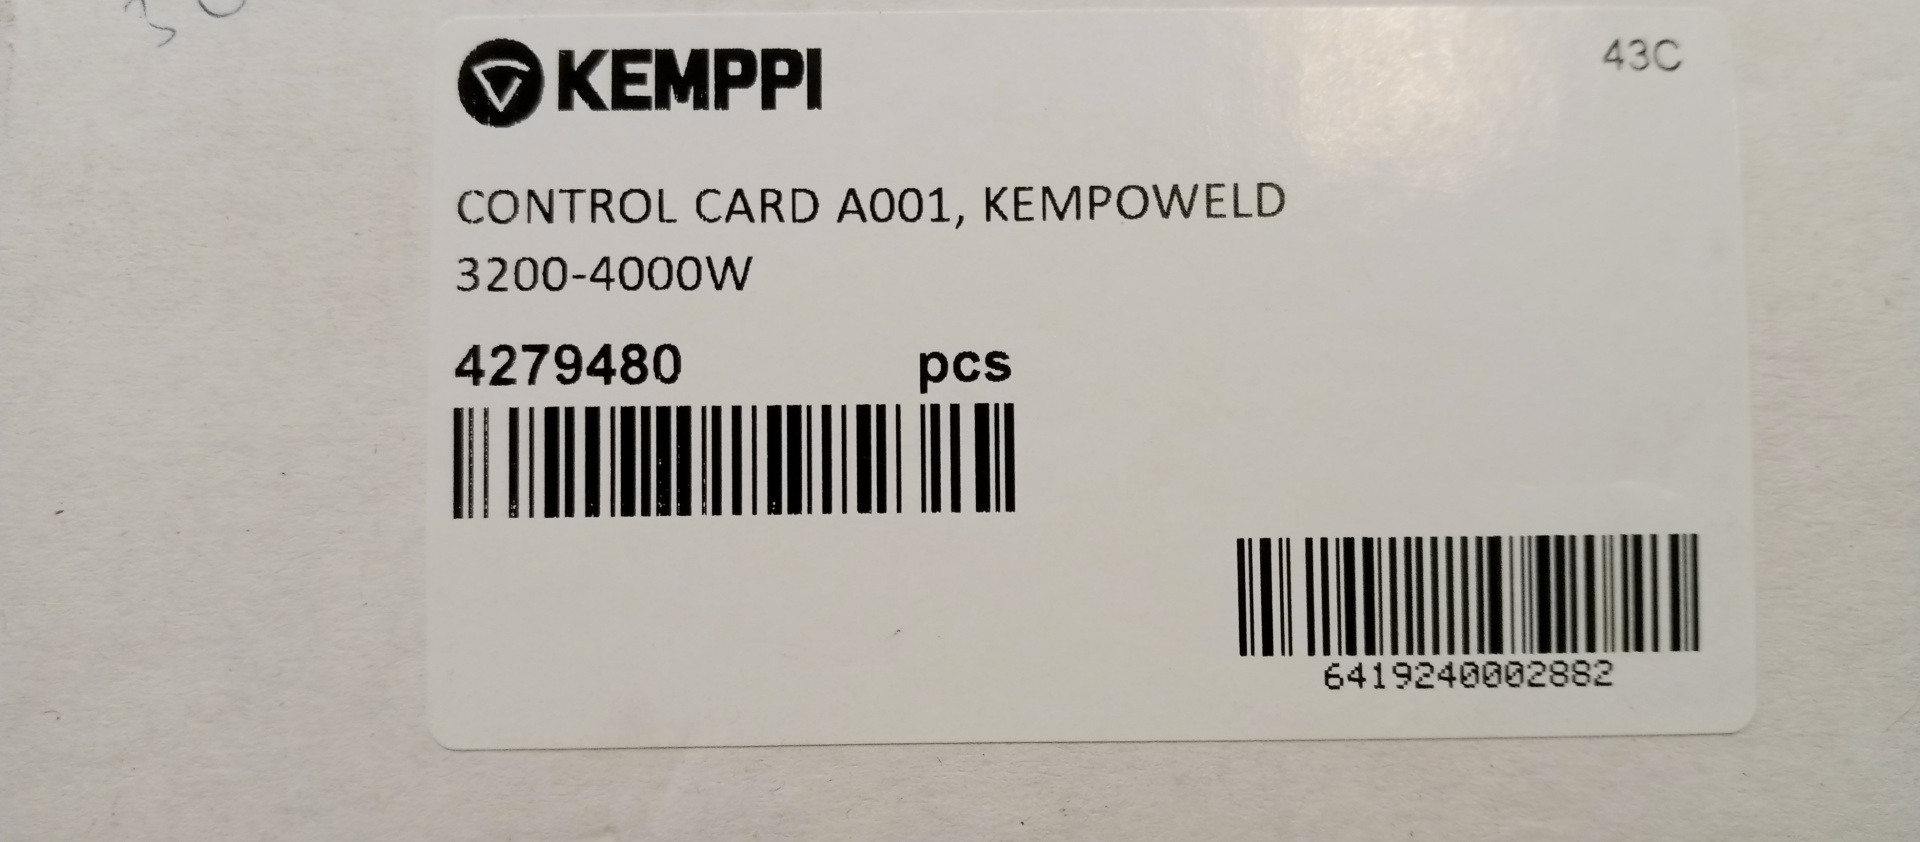 KEMPPI
43C
CONTROL CARD A001, KEMPOWELD
3200-4000W
4279480 pcs
6419240002882